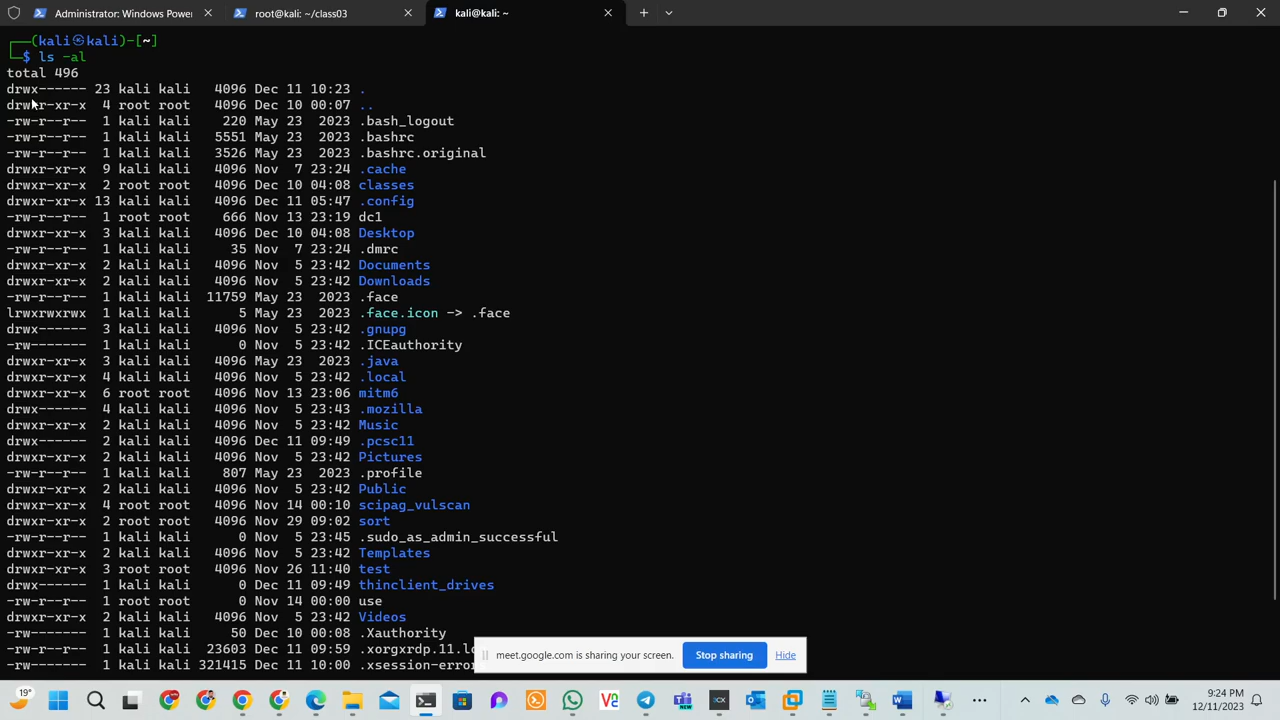 Administrator: Windows Power
root@kali: ~/class03
kali@kali: ~
┌──(kali㉿kali)-[~]
└─$ ls -al
total 496
drwx------ 23 kali kali   4096 Dec 11 10:23 .
drwxr-xr-x  4 root root   4096 Dec 10 00:07 ..
-rw-r--r--  1 kali kali    220 May 23  2023 .bash_logout
-rw-r--r--  1 kali kali   5551 May 23  2023 .bashrc
-rw-r--r--  1 kali kali   3526 May 23  2023 .bashrc.original
drwxr-xr-x  9 kali kali   4096 Nov  7 23:24 .cache
drwxr-xr-x  2 root root   4096 Dec 10 04:08 classes
drwxr-xr-x 13 kali kali   4096 Dec 11 05:47 .config
-rw-r--r--  1 root root    666 Nov 13 23:19 dc1
drwxr-xr-x  3 kali kali   4096 Dec 10 04:08 Desktop
-rw-r--r--  1 kali kali     35 Nov  7 23:24 .dmrc
drwxr-xr-x  2 kali kali   4096 Nov  5 23:42 Documents
drwxr-xr-x  2 kali kali   4096 Nov  5 23:42 Downloads
-rw-r--r--  1 kali kali  11759 May 23  2023 .face
lrwxrwxrwx  1 kali kali      5 May 23  2023 .face.icon -> .face
drwx------  3 kali kali   4096 Nov  5 23:42 .gnupg
-rw-------  1 kali kali      0 Nov  5 23:42 .ICEauthority
drwxr-xr-x  3 kali kali   4096 May 23  2023 .java
drwxr-xr-x  4 kali kali   4096 Nov  5 23:42 .local
drwxr-xr-x  6 root root   4096 Nov 13 23:06 mitm6
drwx------  4 kali kali   4096 Nov  5 23:43 .mozilla
drwxr-xr-x  2 kali kali   4096 Nov  5 23:42 Music
drwx------  2 kali kali   4096 Dec 11 09:49 .pcsc11
drwxr-xr-x  2 kali kali   4096 Nov  5 23:42 Pictures
-rw-r--r--  1 kali kali    807 May 23  2023 .profile
drwxr-xr-x  2 kali kali   4096 Nov  5 23:42 Public
drwxr-xr-x  4 root root   4096 Nov 14 00:10 scipag_vulscan
drwxr-xr-x  2 root root   4096 Nov 29 09:02 sort
-rw-r--r--  1 kali kali      0 Nov  5 23:45 .sudo_as_admin_successful
drwxr-xr-x  2 kali kali   4096 Nov  5 23:42 Templates
drwxr-xr-x  3 root root   4096 Nov 26 11:40 test
drwx------  1 kali kali      0 Dec 11 09:49 thinclient_drives
-rw-r--r--  1 root root      0 Nov 14 00:00 use
drwxr-xr-x  2 kali kali   4096 Nov  5 23:42 Videos
-rw-------  1 kali kali     50 Dec 10 00:08 .Xauthority
-rw-r--r--  1 kali kali  23603 Dec 11 09:59 .xorgxrdp.11.lo
-rw-------  1 kali kali 321415 Dec 11 10:00 .xsession-error
meet.google.com is sharing your screen.
Stop sharing
Hide
19°
9:24 PM
12/11/2023